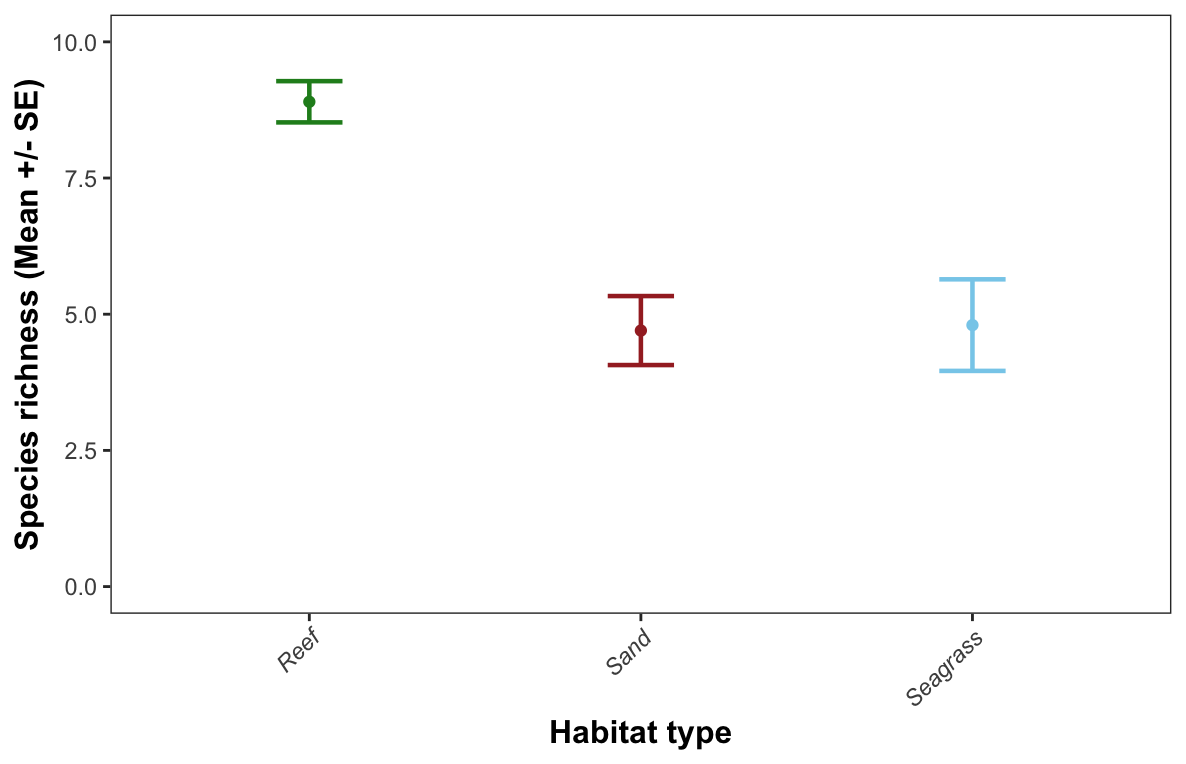 Species richness (Mean +/- SE)
10.0
7.5
5.0
2.5
0.0
Reef
Sand
Seagrass
Habitat type